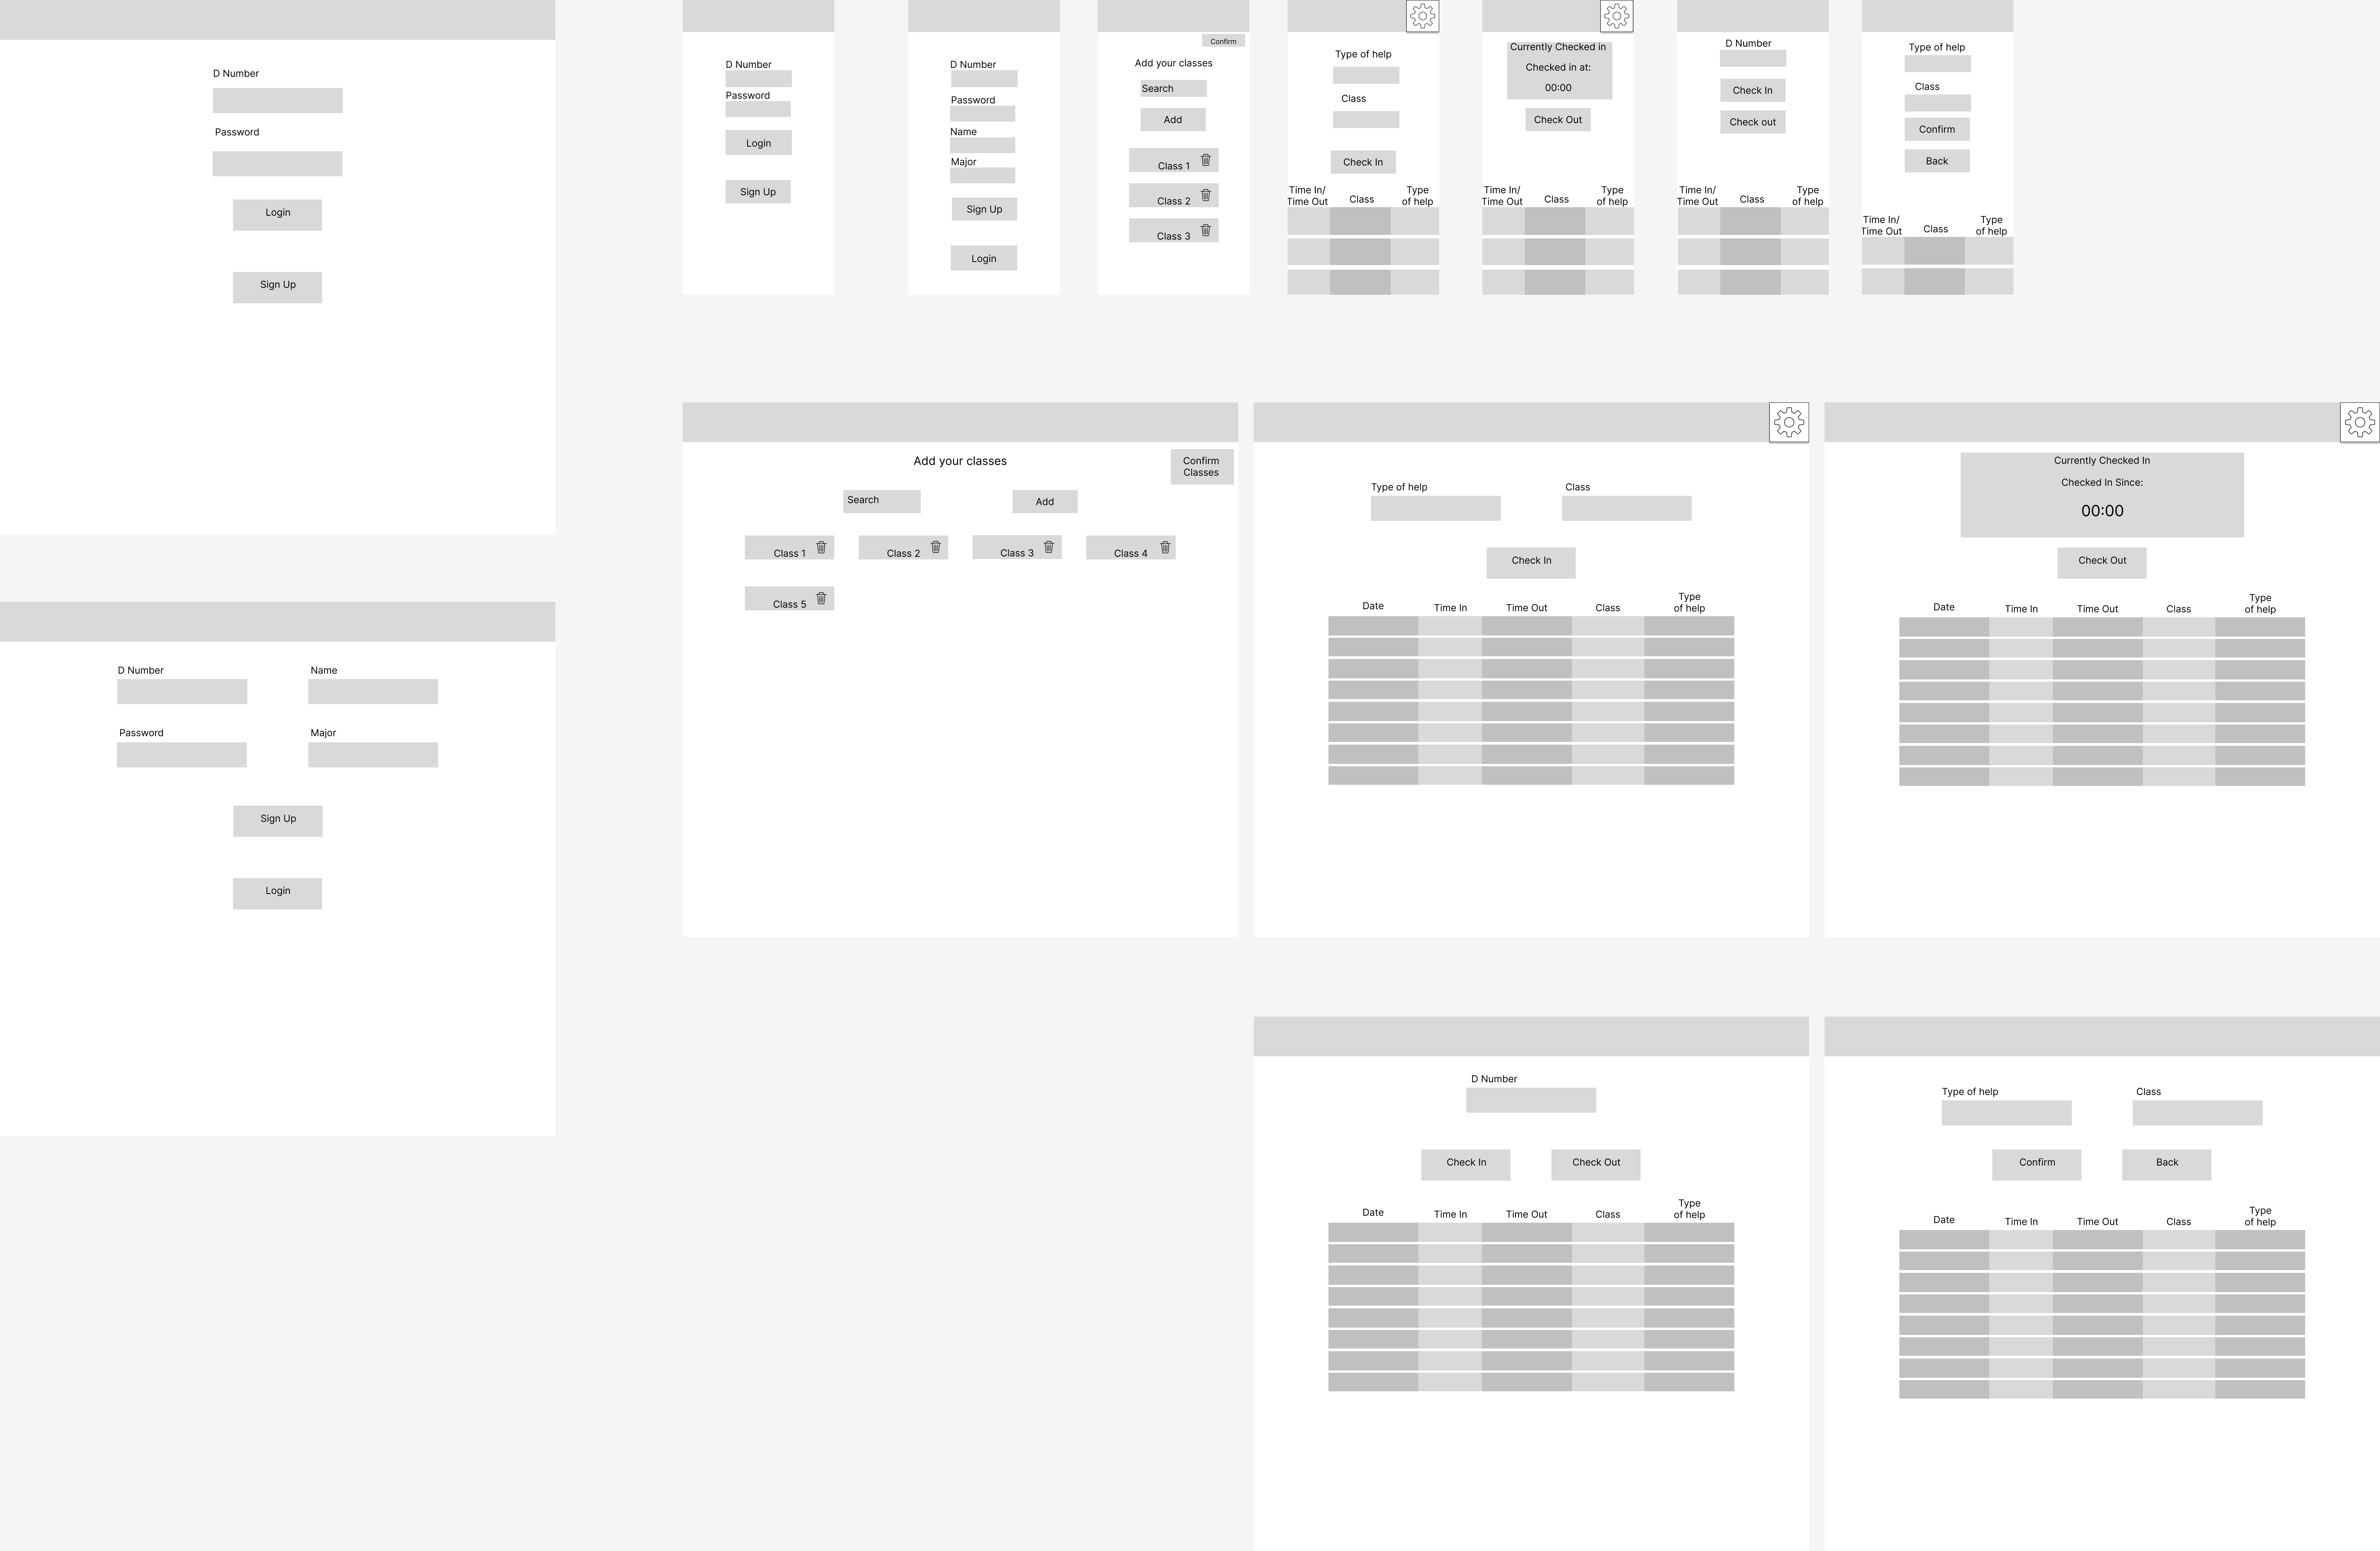 D Number
Password
Login
Sign Up
D Number
Password
Login
Sign Up
D Number
Password
Name
Major
Sign Up
Login
Confirm
Add your classes
Search
Add
Class 1
Class 2
Class 3
Type of help
Class
Check In
Time In/
Time Out
Class
Type
of help
Currently Checked in
Checked in at:
00:00
Check Out
Time In/
Time Out
Class
Type
of help
D Number
Check In
Check out
Time In/
Time Out
Class
Type
of help
Type of help
Class
Confirm
Back
Time In/
Time Out
Class
Type
of help
Add your classes
Confirm
Classes
Search
Add
Class 1
Class 2
Class 3
Class 4
Class 5
Type of help
Class
Check In
Date
Time In
Time Out
Class
Type
of help
Currently Checked In
Checked In Since:
00:00
Check Out
Date
Time In
Time Out
Class
Type
of help
D Number
Name
Password
Major
Sign Up
Login
D Number
Check In
Check Out
Date
Time In
Time Out
Class
Type
of help
Type of help
Class
Confirm
Back
Date
Time In
Time Out
Class
Type
of help